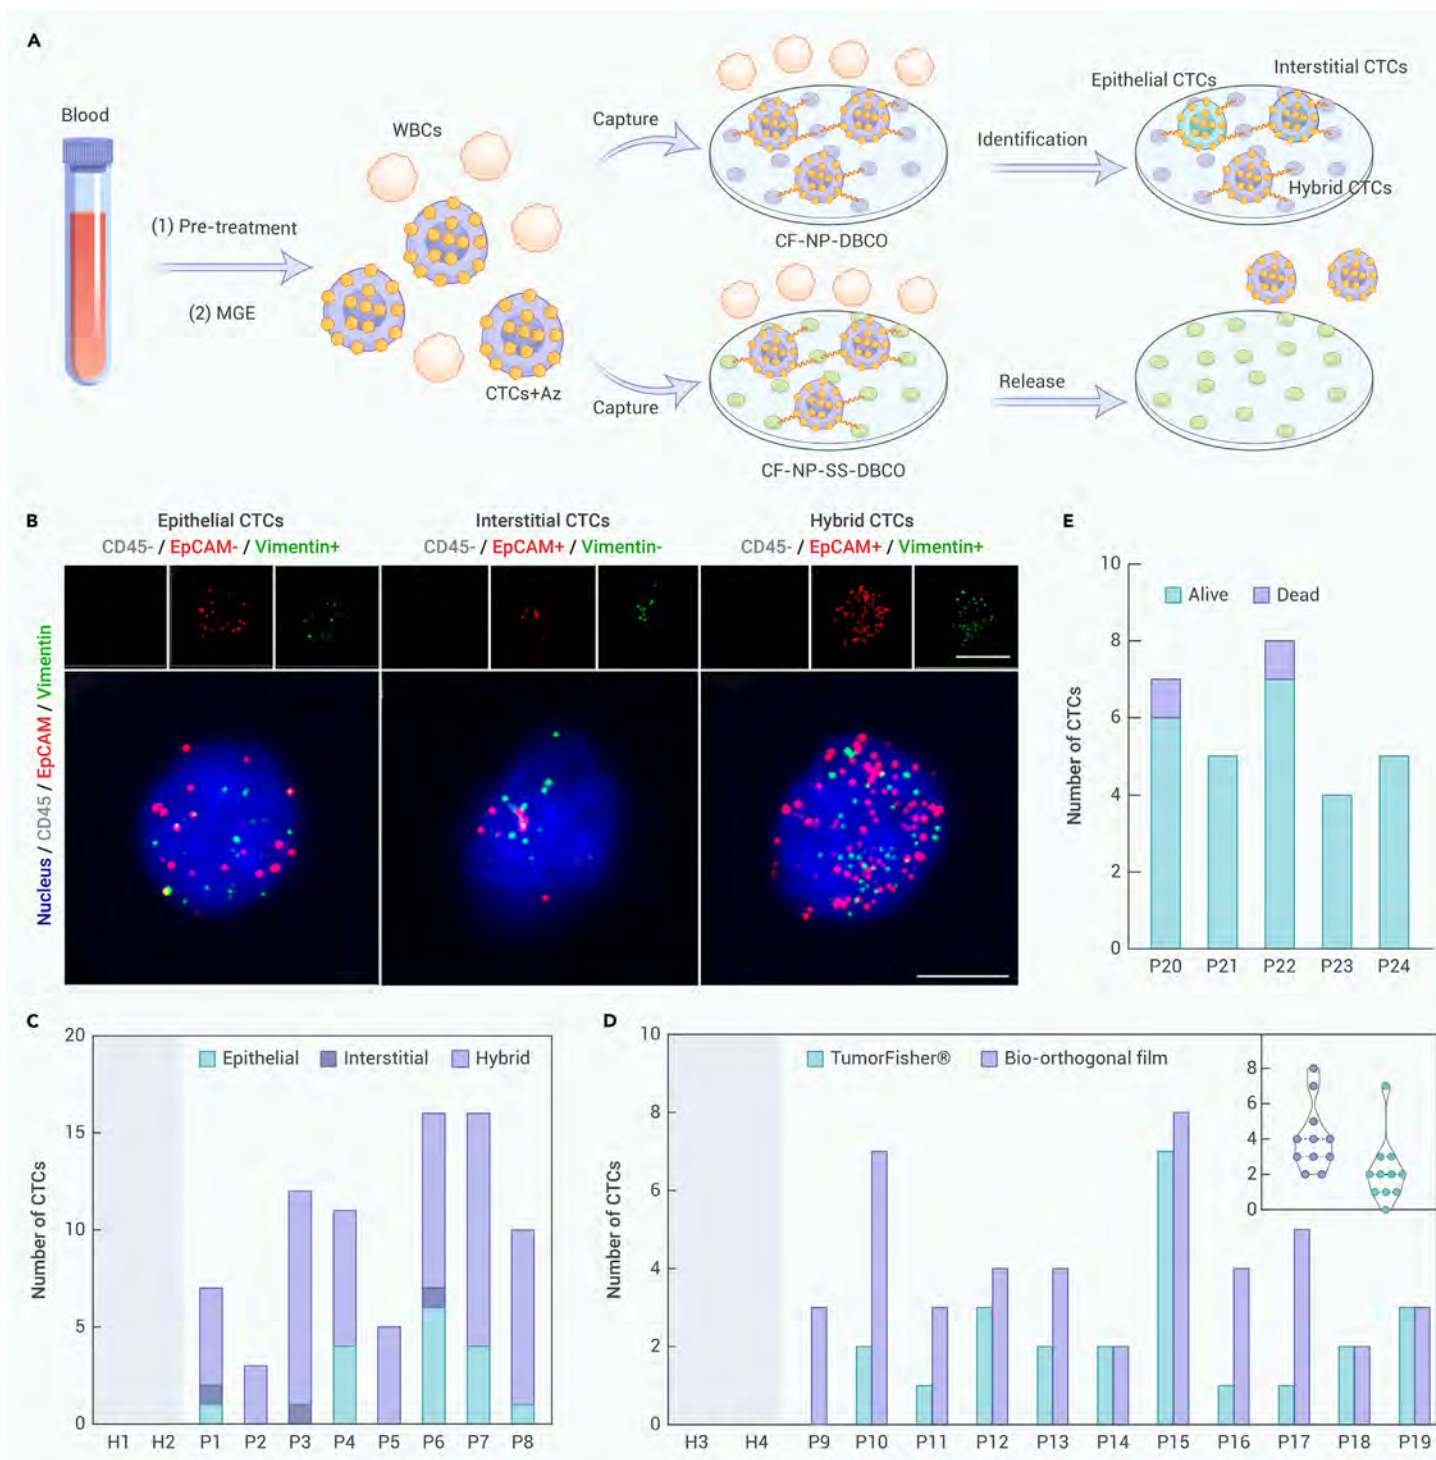 A
Blood
(1) Pre-treatment
(2) MGE
WBCs
CTCs+Az
Capture
Capture
CF-NP-DBCO
CF-NP-SS-DBCO
Identification
Release
Epithelial CTCs
Interstitial CTCs
Hybrid CTCs
B
Epithelial CTCs
CD45- / EpCAM- / Vimentin+
Interstitial CTCs
CD45- / EpCAM+ / Vimentin-
Hybrid CTCs
CD45- / EpCAM+ / Vimentin+
Nucleus / CD45 / EpCAM / Vimentin
E
Number of CTCs
10
8
6
4
2
0
Alive
Dead
P20 P21 P22 P23 P24
C
Number of CTCs
20
15
10
5
0
Epithelial Interstitial Hybrid
H1 H2 P1 P2 P3 P4 P5 P6 P7 P8
D
Number of CTCs
10
8
6
4
2
0
TumorFisher® Bio-orthogonal film
8
6
4
2
0
H3 H4 P9 P10 P11 P12 P13 P14 P15 P16 P17 P18 P19